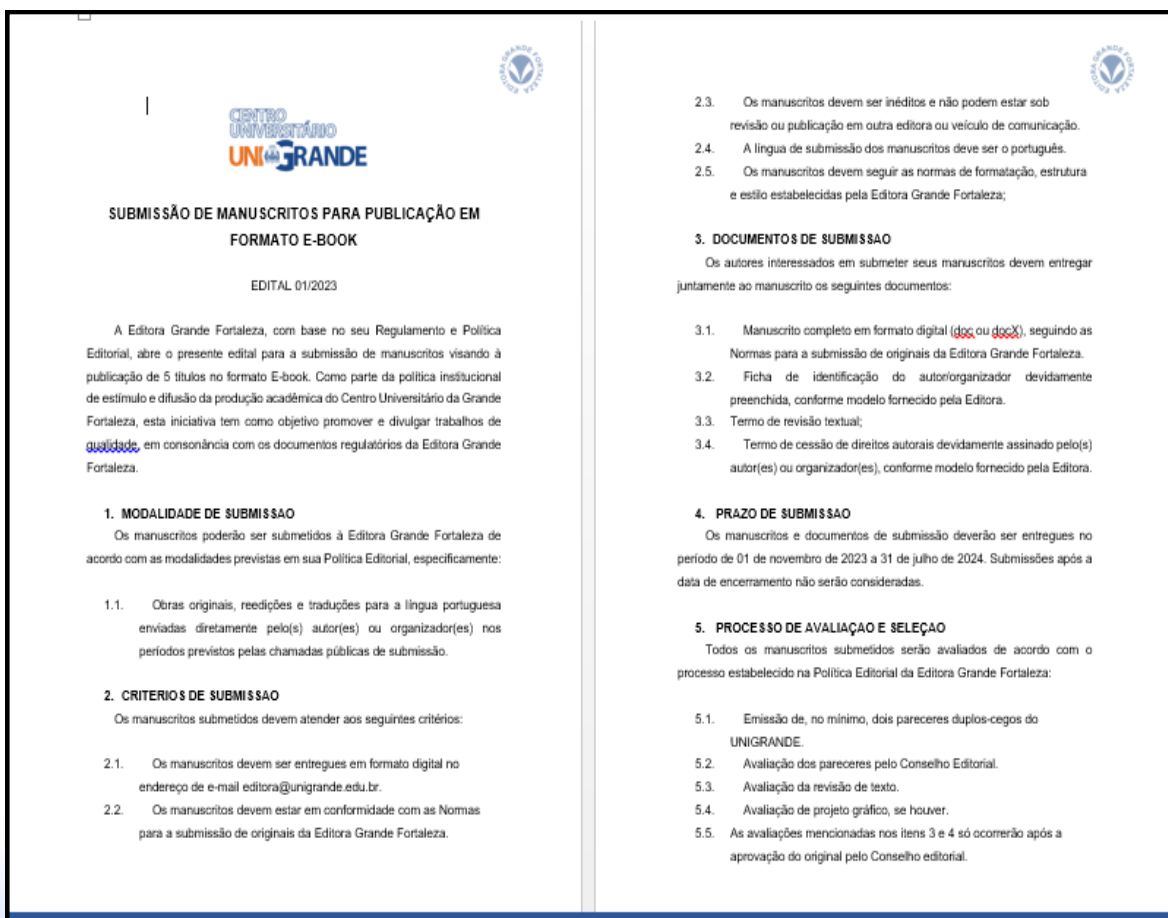 EDITORA GRANDE FORTALEZA
CENTRO
UNIVERSITÁRIO
UNIGRANDE
SUBMISSÃO DE MANUSCRITOS PARA PUBLICAÇÃO EM
FORMATO E-BOOK
EDITAL 01/2023
A Editora Grande Fortaleza, com base no seu Regulamento e Política
Editorial, abre o presente edital para a submissão de manuscritos visando à
publicação de 5 títulos no formato E-book. Como parte da política institucional
de estímulo e difusão da produção acadêmica do Centro Universitário da Grande
Fortaleza, esta iniciativa tem como objetivo promover e divulgar trabalhos de
qualidade, em consonância com os documentos regulatórios da Editora Grande
Fortaleza.
1. MODALIDADE DE SUBMISSAO
Os manuscritos poderão ser submetidos à Editora Grande Fortaleza de
acordo com as modalidades previstas em sua Política Editorial, especificamente:
1.1. Obras originais, reedições e traduções para a língua portuguesa
enviadas diretamente pelo(s) autor(es) ou organizador(es) nos
períodos previstos pelas chamadas públicas de submissão.
2. CRITERIOS DE SUBMISSAO
Os manuscritos submetidos devem atender aos seguintes critérios:
2.1. Os manuscritos devem ser entregues em formato digital no
endereço de e-mail editora@unigrande.edu.br.
2.2. Os manuscritos devem estar em conformidade com as Normas
para a submissão de originais da Editora Grande Fortaleza.
EDITORA GRANDE FORTALEZA
2.3. Os manuscritos devem ser inéditos e não podem estar sob
revisão ou publicação em outra editora ou veículo de comunicação.
2.4. A língua de submissão dos manuscritos deve ser o português.
2.5. Os manuscritos devem seguir as normas de formatação, estrutura
e estilo estabelecidas pela Editora Grande Fortaleza;
3. DOCUMENTOS DE SUBMISSAO
Os autores interessados em submeter seus manuscritos devem entregar
juntamente ao manuscrito os seguintes documentos:
3.1. Manuscrito completo em formato digital (doc ou docX), seguindo as
Normas para a submissão de originais da Editora Grande Fortaleza.
3.2. Ficha de identificação do autor/organizador devidamente
preenchida, conforme modelo fornecido pela Editora.
3.3. Termo de revisão textual;
3.4. Termo de cessão de direitos autorais devidamente assinado pelo(s)
autor(es) ou organizador(es), conforme modelo fornecido pela Editora.
4. PRAZO DE SUBMISSAO
Os manuscritos e documentos de submissão deverão ser entregues no
período de 01 de novembro de 2023 a 31 de julho de 2024. Submissões após a
data de encerramento não serão consideradas.
5. PROCESSO DE AVALIAÇAO E SELEÇAO
Todos os manuscritos submetidos serão avaliados de acordo com o
processo estabelecido na Política Editorial da Editora Grande Fortaleza:
5.1. Emissão de, no mínimo, dois pareceres duplos-cegos do
UNIGRANDE.
5.2. Avaliação dos pareceres pelo Conselho Editorial.
5.3. Avaliação da revisão de texto.
5.4. Avaliação de projeto gráfico, se houver.
5.5. As avaliações mencionadas nos itens 3 e 4 só ocorrerão após a
aprovação do original pelo Conselho editorial.